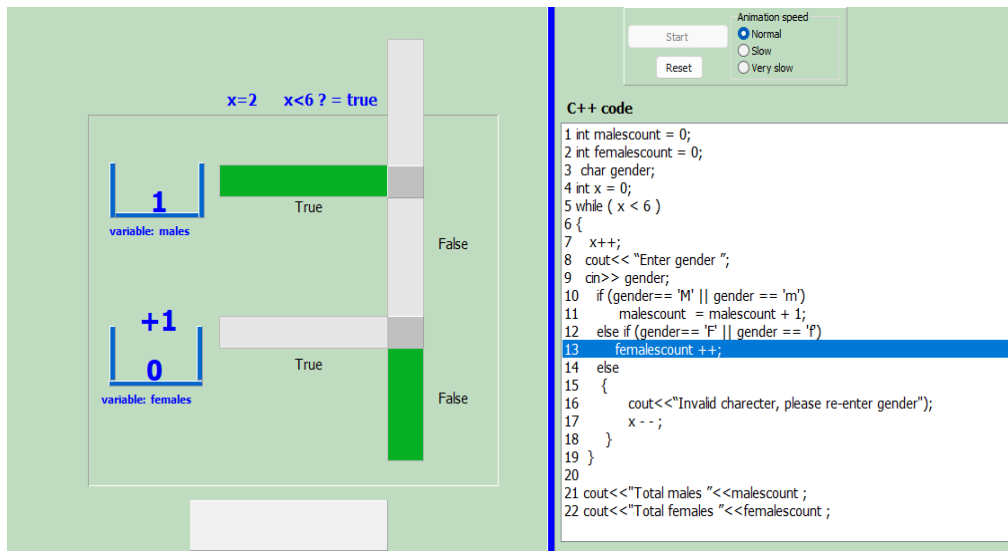 x=2 x<6 ? = true
1
True
variable: males
False
+1
0
True
variable: females
False
Animation speed
Start
Normal
Slow
Reset
Very slow
C++ code
1 int malescount = 0;
2 int femalescount = 0;
3 char gender;
4 int x = 0;
5 while ( x < 6 )
6 {
7 x++;
8 cout<< “Enter gender ”;
9 cin>> gender;
10 if (gender== 'M' || gender == 'm')
11 malescount = malescount + 1;
12 else if (gender== 'F' || gender == 'f')
13 femalescount ++;
14 else
15 {
16 cout<<“Invalid charecter, please re-enter gender");
17 x - - ;
18 }
19 }
20
21 cout<<"Total males ”<<malescount ;
22 cout<<"Total females ”<<femalescount ;